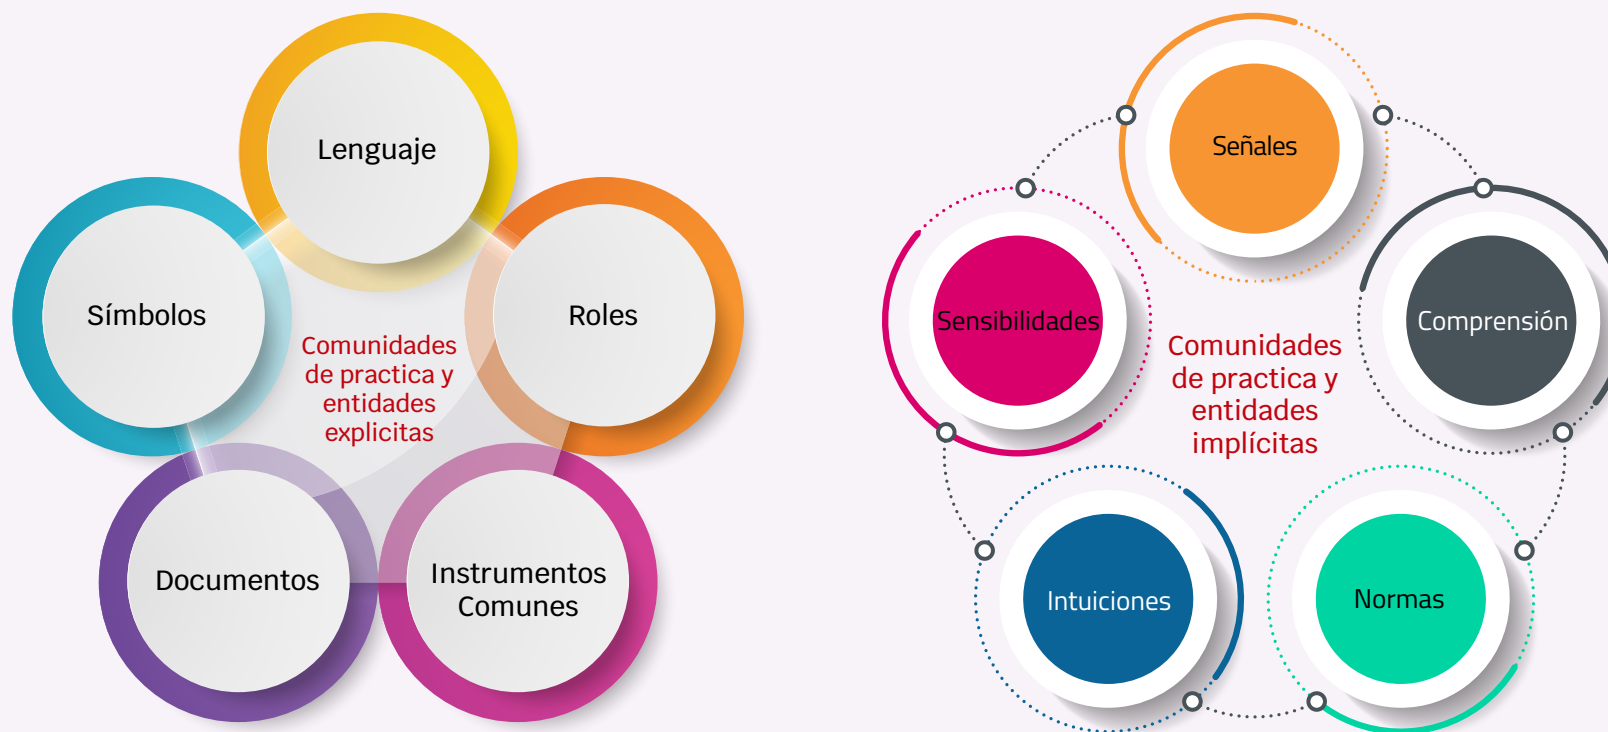 Lenguaje
Símbolos
Roles
Comunidades
de practica y
entidades
explicitas
Documentos
Instrumentos
Comunes
Señales
Sensibilidades
Comprensión
Comunidades
de practica y
entidades
implícitas
Intuiciones
Normas